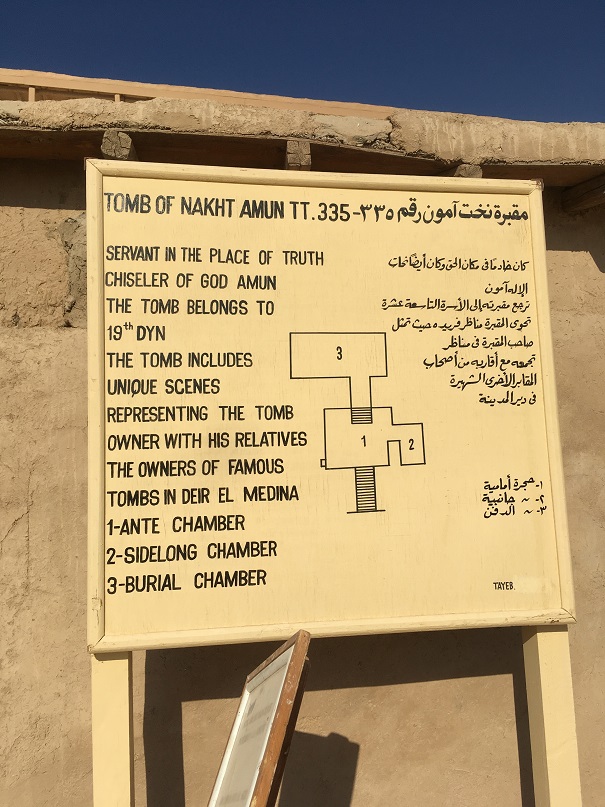 TOMB OF NAKHT AMUN TT.335-٣٣٥ مقبرة نخت آمون رقم
SERVANT IN THE PLACE OF TRUTH
CHISELER OF GOD AMUN
THE TOMB BELONGS TO
19th DYN
THE TOMB INCLUDES
UNIQUE SCENES
REPRESENTING THE TOMB
OWNER WITH HIS RELATIVES
THE OWNERS OF FAMOUS
TOMBS IN DEIR EL MEDINA
1-ANTE CHAMBER
2-SIDELONG CHAMBER
3-BURIAL CHAMBER
كان خادما فى مكان الحق وكان أيضا نحات
الإله آمون
ترجع مقبرته إلى الأسرة التاسعة عشرة
تحوى المقبرة مناظر فريدة حيث تمثل
صاحب المقبرة فى مناظر
تجمعه مع أقاربه من أصحاب
المقابر الأخرى الشهيرة
فى دير المدينة
3
1
2
١- حجرة أمامية
٢- ~ جانبية
٣- ~ الدفن
TAYEB.